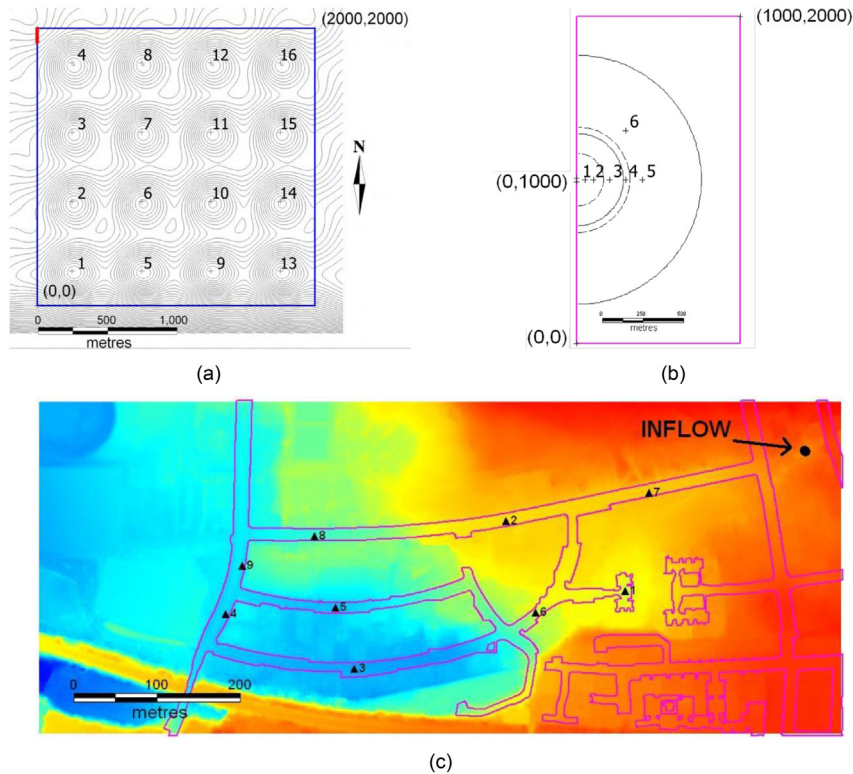 (2000,2000)
4 8 12 16
3 7 11 15
N
2 6 10 14
1 5 9 13
(0,0)
0 500 1,000
metres
(a)
(1000,2000)
6
(0,1000)
1 2 3 4 5
0 250 500
metres
(0,0)
(b)
INFLOW
7
2
8
9
1
5
4
6
3
0 100 200
metres
(c)